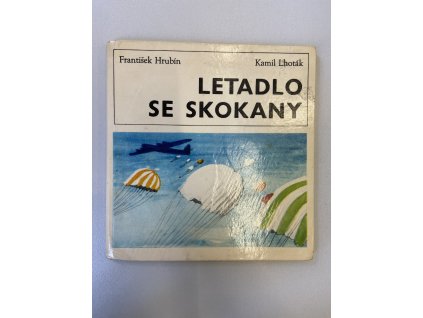 František Hrubín Kamil Lhoták
LETADLO
SE SKOKANY